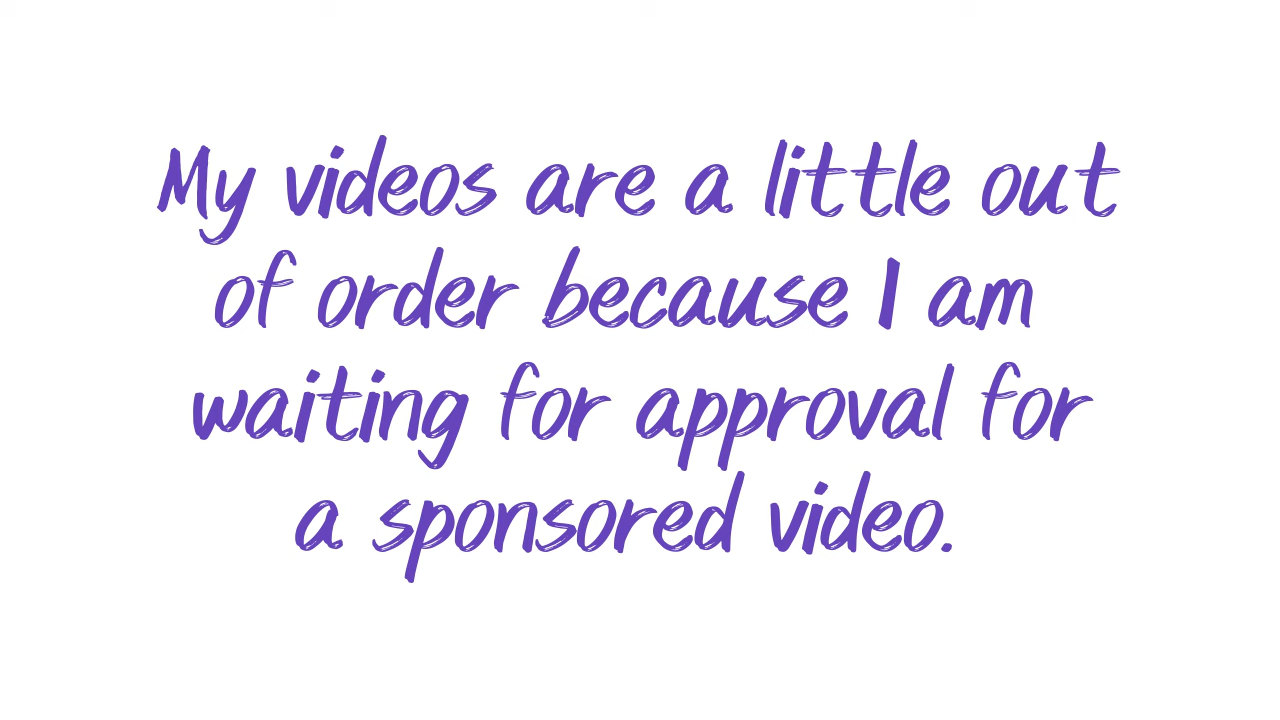 My videos are a little out
of order because I am
waiting for approval for
a sponsored video.